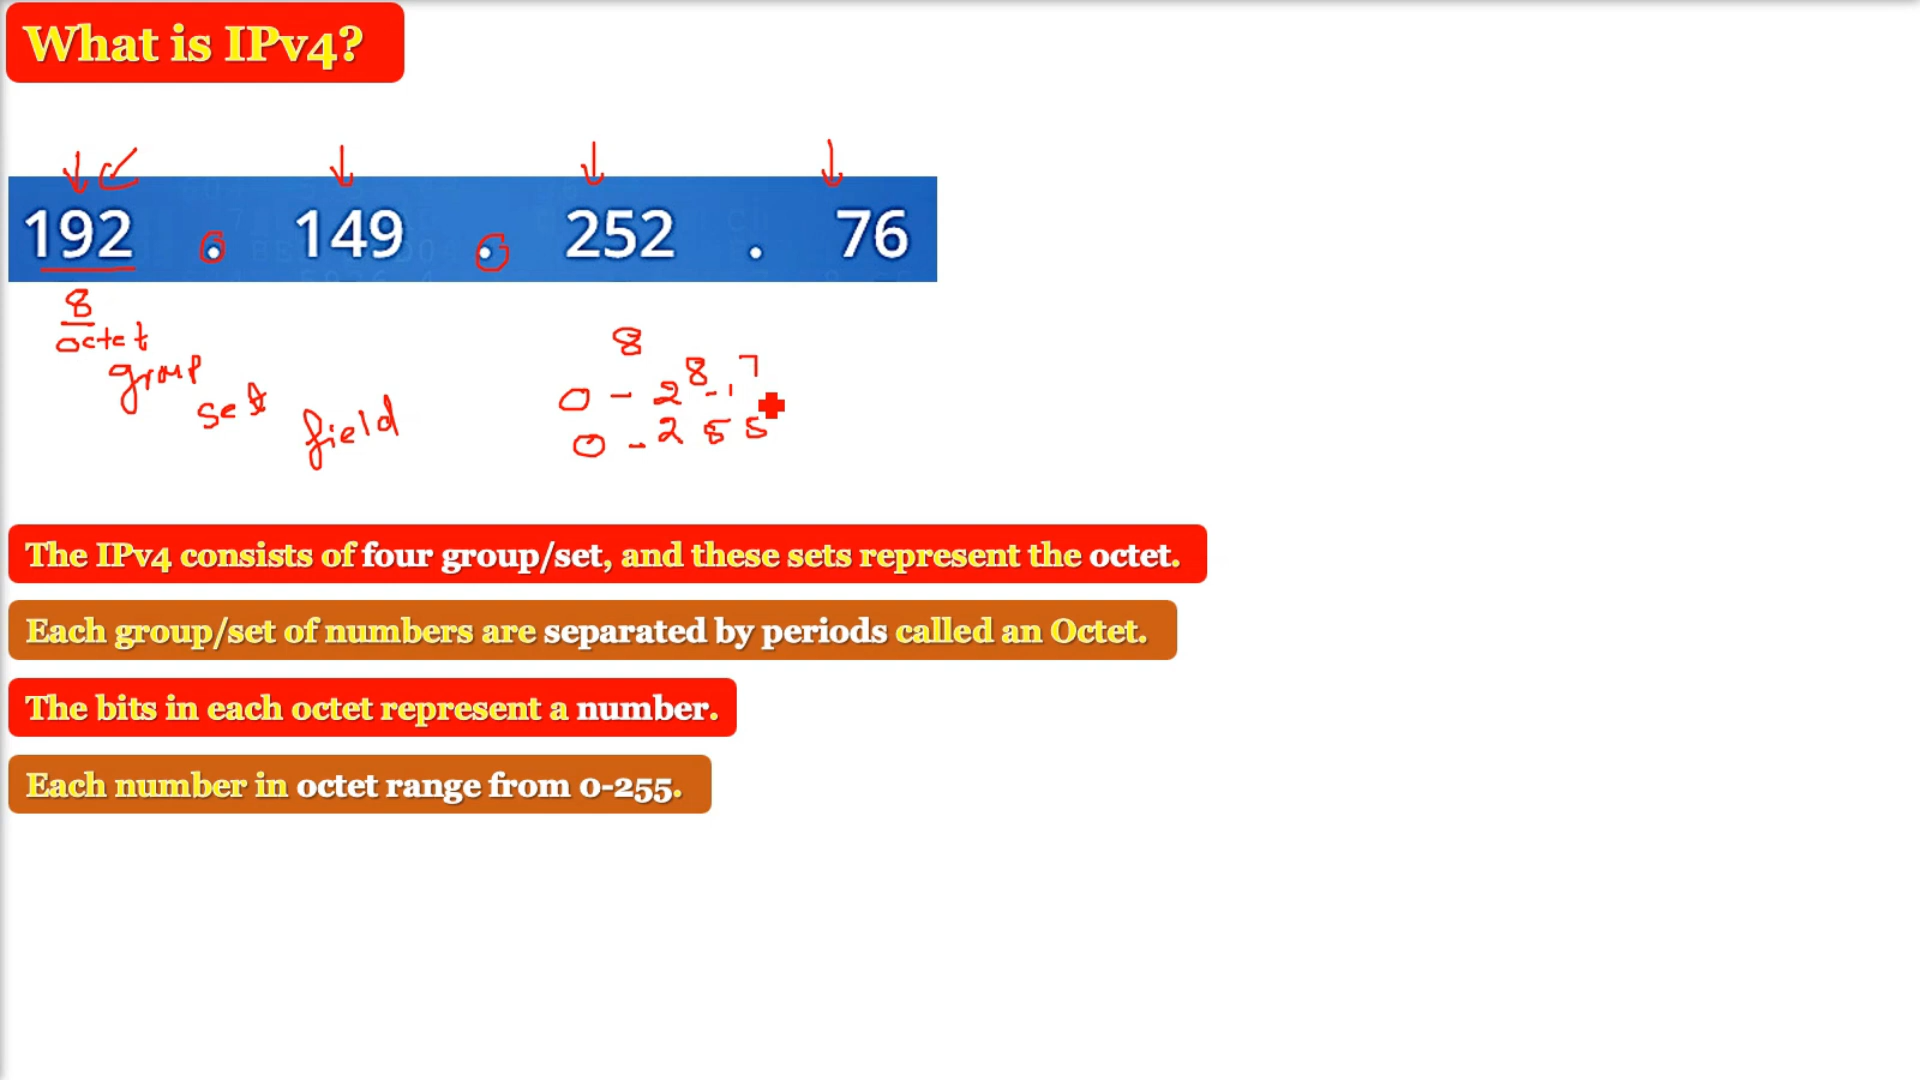 What is IPv4?
192 . 149 . 252 . 76
8
octet
group
set
field
8
0 - 2^8-1 7
0 - 255
The IPv4 consists of four group/set, and these sets represent the octet.
Each group/set of numbers are separated by periods called an Octet.
The bits in each octet represent a number.
Each number in octet range from 0-255.